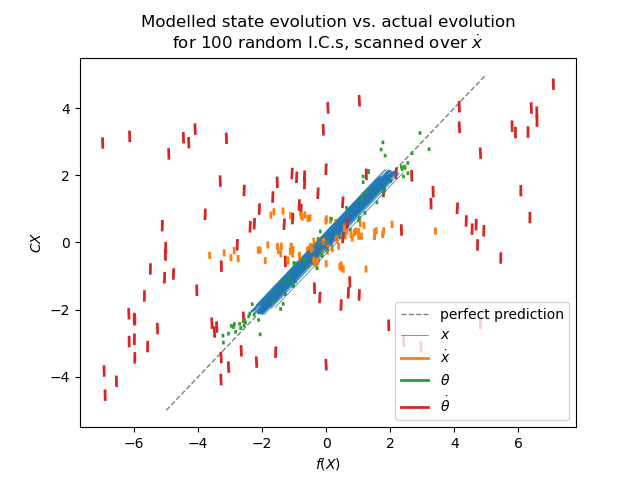 Modelled state evolution vs. actual evolution
for 100 random I.C.s, scanned over ẋ
4
2
0
−2
−4
CX
perfect prediction
x
ẋ
θ
θ̇
−6
−4
−2
0
2
4
6
f(X)